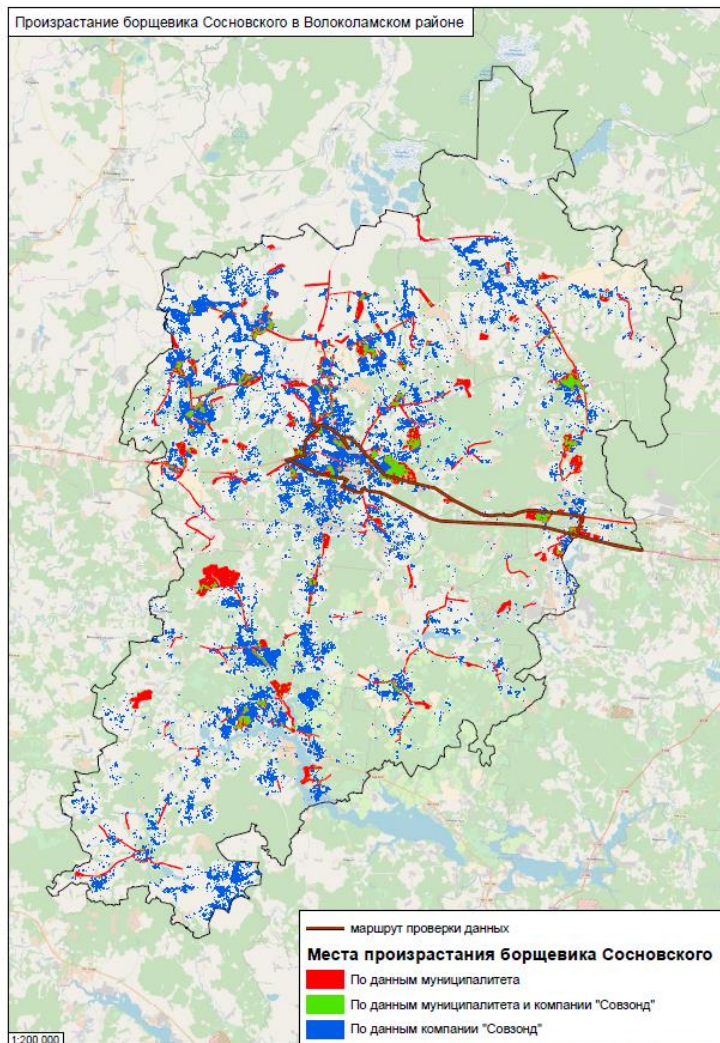 Произрастание борщевика Сосновского в Волоколамском районе
маршрут проверки данных
Места произрастания борщевика Сосновского
По данным муниципалитета
По данным муниципалитета и компании "Совзонд"
По данным компании "Совзонд"
1:200 000